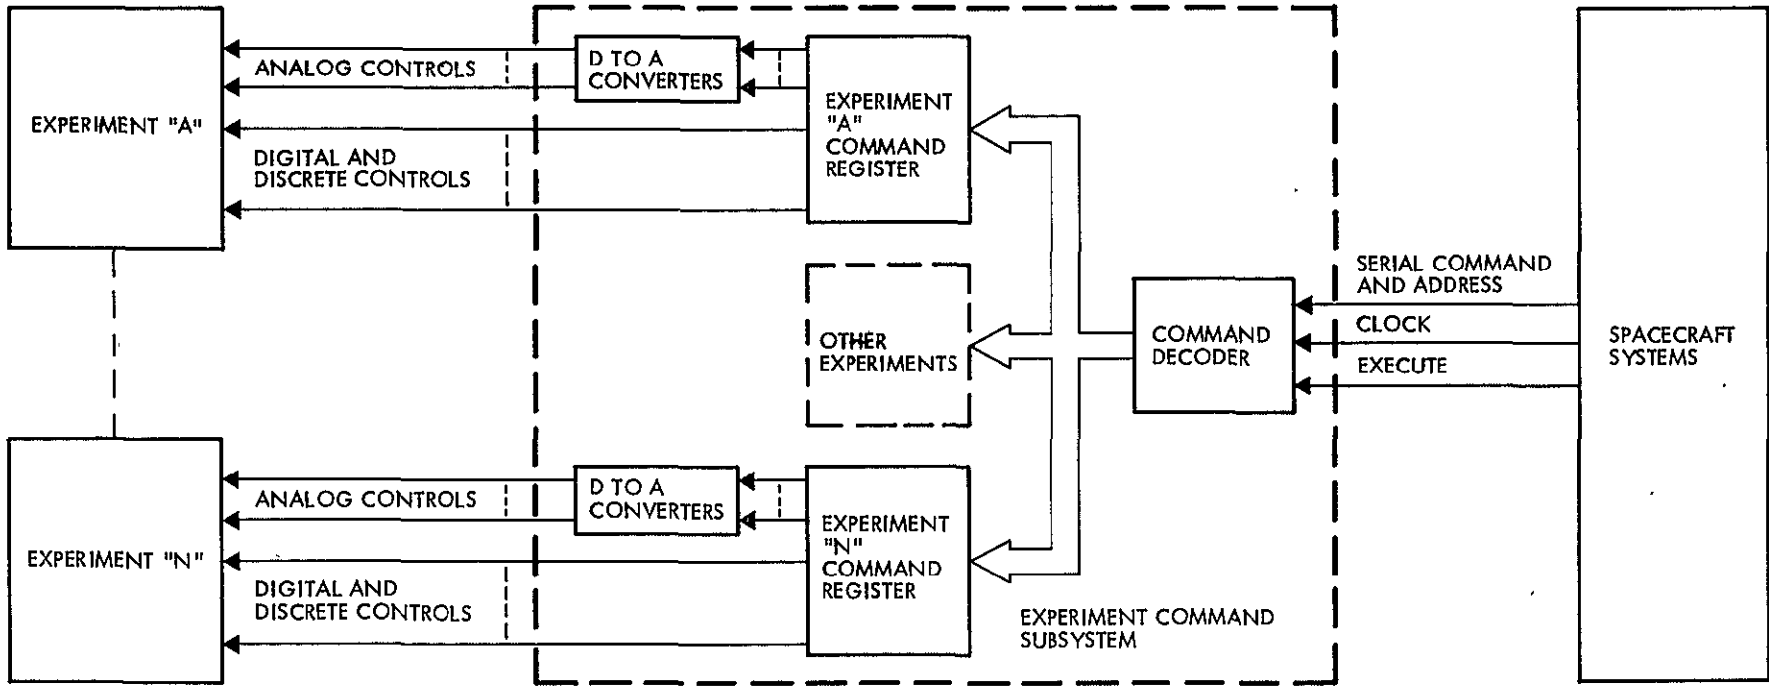 EXPERIMENT "A"
ANALOG CONTROLS
DIGITAL AND
DISCRETE CONTROLS
D TO A
CONVERTERS
EXPERIMENT
"A"
COMMAND
REGISTER
OTHER
EXPERIMENTS
COMMAND
DECODER
SERIAL COMMAND
AND ADDRESS
CLOCK
EXECUTE
SPACECRAFT
SYSTEMS
EXPERIMENT "N"
ANALOG CONTROLS
DIGITAL AND
DISCRETE CONTROLS
D TO A
CONVERTERS
EXPERIMENT
"N"
COMMAND
REGISTER
EXPERIMENT COMMAND
SUBSYSTEM